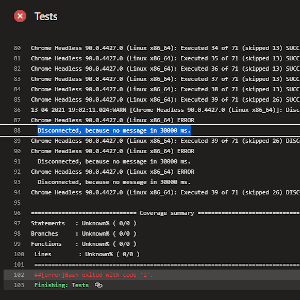 Tests
80 Chrome Headless 90.0.4427.0 (Linux x86_64): Executed 34 of 71 (skipped 13) SUCC
81 Chrome Headless 90.0.4427.0 (Linux x86_64): Executed 35 of 71 (skipped 13) SUCC
82 Chrome Headless 90.0.4427.0 (Linux x86_64): Executed 36 of 71 (skipped 13) SUCC
83 Chrome Headless 90.0.4427.0 (Linux x86_64): Executed 37 of 71 (skipped 13) SUCC
84 Chrome Headless 90.0.4427.0 (Linux x86_64): Executed 38 of 71 (skipped 13) SUCC
85 Chrome Headless 90.0.4427.0 (Linux x86_64): Executed 39 of 71 (skipped 26) SUCC
86 13 04 2021 19:02:11.024:WARN [Chrome Headless 90.0.4427.0 (Linux x86_64)]: Disc
87 Chrome Headless 90.0.4427.0 (Linux x86_64) ERROR
88 Disconnected, because no message in 30000 ms.
89 Chrome Headless 90.0.4427.0 (Linux x86_64): Executed 39 of 71 (skipped 26) DISC
90 Chrome Headless 90.0.4427.0 (Linux x86_64) ERROR
91 Disconnected, because no message in 30000 ms.
92 Chrome Headless 90.0.4427.0 (Linux x86_64) ERROR
93 Disconnected, because no message in 30000 ms.
94 Chrome Headless 90.0.4427.0 (Linux x86_64): Executed 39 of 71 (skipped 26) DISC
95
96 =============================== Coverage summary ===============================
97 Statements : Unknown% ( 0/0 )
98 Branches : Unknown% ( 0/0 )
99 Functions : Unknown% ( 0/0 )
100 Lines : Unknown% ( 0/0 )
101 ================================================================================
102 ##[error]Bash exited with code '1'.
103 Finishing: Tests